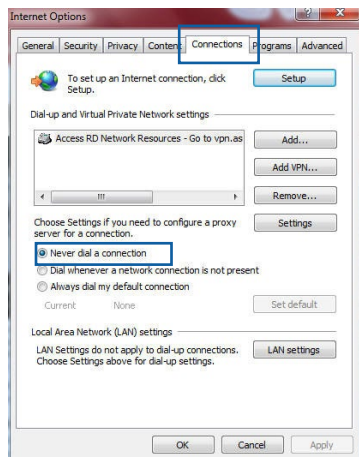 Internet Options
General Security Privacy Content Connections Programs Advanced
To set up an Internet connection, click
Setup.
Setup
Dial-up and Virtual Private Network settings
Access RD Network Resources - Go to vpn.as
Add...
Add VPN...
Remove...
Choose Settings if you need to configure a proxy
server for a connection.
Settings
Never dial a connection
Dial whenever a network connection is not present
Always dial my default connection
Current None
Set default
Local Area Network (LAN) settings
LAN Settings do not apply to dial-up connections.
Choose Settings above for dial-up settings.
LAN settings
OK Cancel Apply